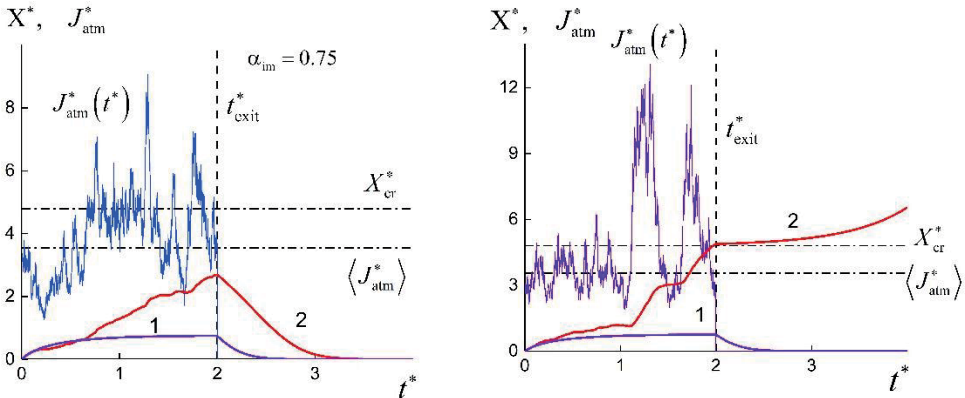 X*, J*atm
αim = 0.75
J*atm(t*)
t*exit
X*cr
⟨J*atm⟩
1
2
8
6
4
2
0
0 1 2 3
t*
X*, J*atm
J*atm(t*)
t*exit
2
X*cr
⟨J*atm⟩
1
12
9
6
3
0
0 1 2 3
t*